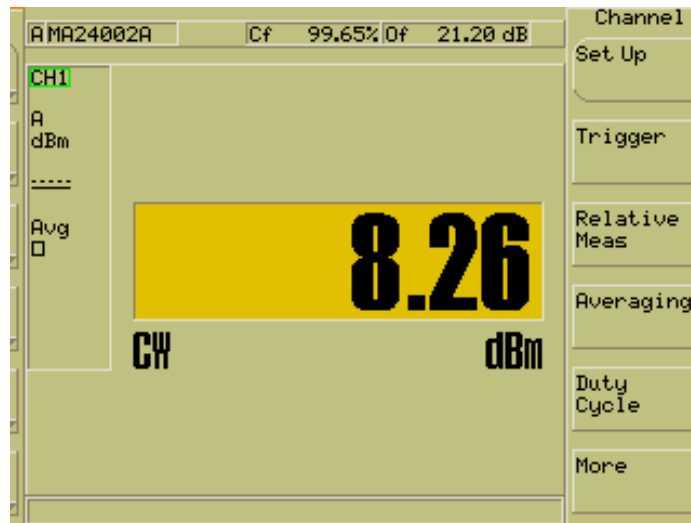 A MA24002A Cf 99.65% Of 21.20 dB
CH1
A
dBm
-----
Avg
8.26
CW dBm
Channel
Set Up
Trigger
Relative
Meas
Averaging
Duty
Cycle
More